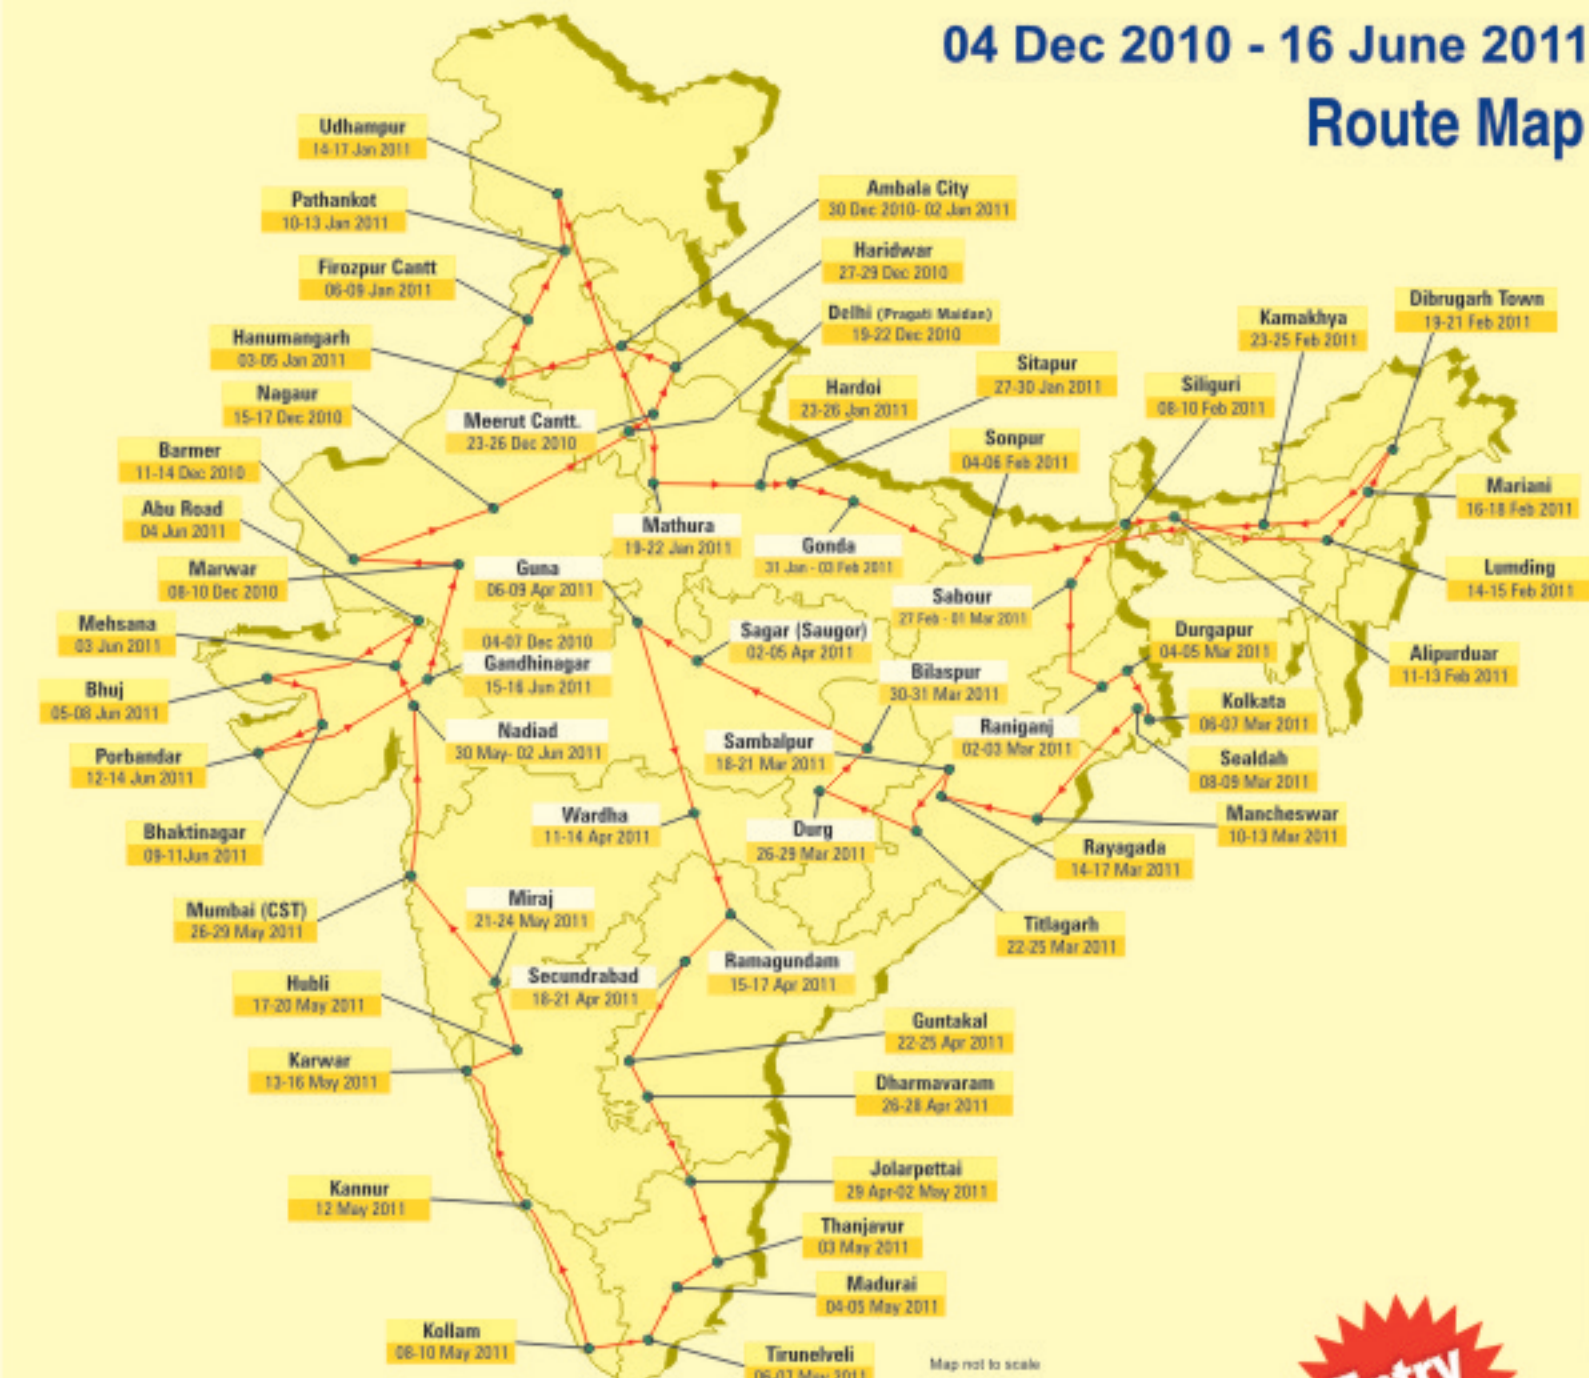 04 Dec 2010 - 16 June 2011
Route Map
Udhampur
14-17 Jan 2011
Pathankot
10-13 Jan 2011
Ambala City
30 Dec 2010- 02 Jan 2011
Firozpur Cantt
06-09 Jan 2011
Haridwar
27-29 Dec 2010
Delhi (Pragati Maidan)
19-22 Dec 2010
Hanumangarh
03-05 Jan 2011
Dibrugarh Town
19-21 Feb 2011
Kamakhya
23-25 Feb 2011
Sitapur
27-30 Jan 2011
Siliguri
08-10 Feb 2011
Hardoi
23-26 Jan 2011
Nagaur
15-17 Dec 2010
Meerut Cantt.
23-26 Dec 2010
Sonpur
04-06 Feb 2011
Barmer
11-14 Dec 2010
Mariani
16-18 Feb 2011
Abu Road
04 Jun 2011
Mathura
19-22 Jan 2011
Gonda
31 Jan - 03 Feb 2011
Marwar
08-10 Dec 2010
Guna
06-09 Apr 2011
Lumding
14-15 Feb 2011
Sabour
27 Feb - 01 Mar 2011
Mehsana
03 Jun 2011
04-07 Dec 2010
Gandhinagar
15-16 Jun 2011
Sagar (Saugor)
02-05 Apr 2011
Durgapur
04-05 Mar 2011
Alipurduar
11-13 Feb 2011
Bilaspur
30-31 Mar 2011
Bhuj
05-08 Jun 2011
Kolkata
06-07 Mar 2011
Nadiad
30 May- 02 Jun 2011
Raniganj
02-03 Mar 2011
Sambalpur
18-21 Mar 2011
Porbandar
12-14 Jun 2011
Sealdah
08-09 Mar 2011
Wardha
11-14 Apr 2011
Mancheswar
10-13 Mar 2011
Durg
26-29 Mar 2011
Bhaktinagar
09-11Jun 2011
Rayagada
14-17 Mar 2011
Mumbai (CST)
26-29 May 2011
Miraj
21-24 May 2011
Titlagarh
22-25 Mar 2011
Hubli
17-20 May 2011
Secundrabad
18-21 Apr 2011
Ramagundam
15-17 Apr 2011
Guntakal
22-25 Apr 2011
Karwar
13-16 May 2011
Dharmavaram
26-28 Apr 2011
Jolarpettai
29 Apr-02 May 2011
Kannur
12 May 2011
Thanjavur
03 May 2011
Madurai
04-05 May 2011
Kollam
08-10 May 2011
Tirunelveli
06-07 May 2011
Map not to scale
Entry